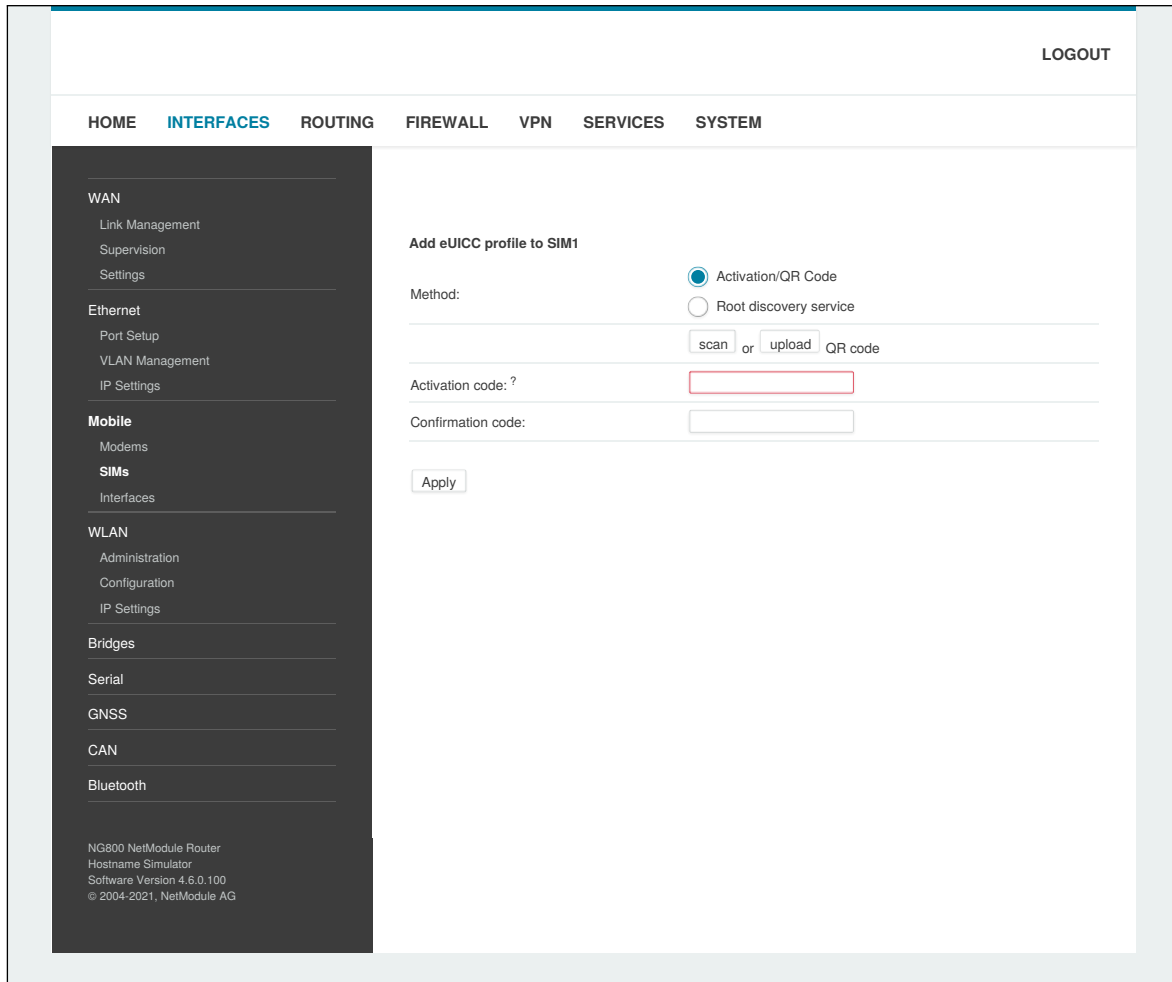 LOGOUT
HOME INTERFACES ROUTING FIREWALL VPN SERVICES SYSTEM
WAN
Link Management
Supervision
Settings
Ethernet
Port Setup
VLAN Management
IP Settings
Mobile
Modems
SIMs
Interfaces
WLAN
Administration
Configuration
IP Settings
Bridges
Serial
GNSS
CAN
Bluetooth
NG800 NetModule Router
Hostname Simulator
Software Version 4.6.0.100
© 2004-2021, NetModule AG
Add eUICC profile to SIM1
Method:
Activation/QR Code
Root discovery service
scan or upload QR code
Activation code: ?
Confirmation code:
Apply